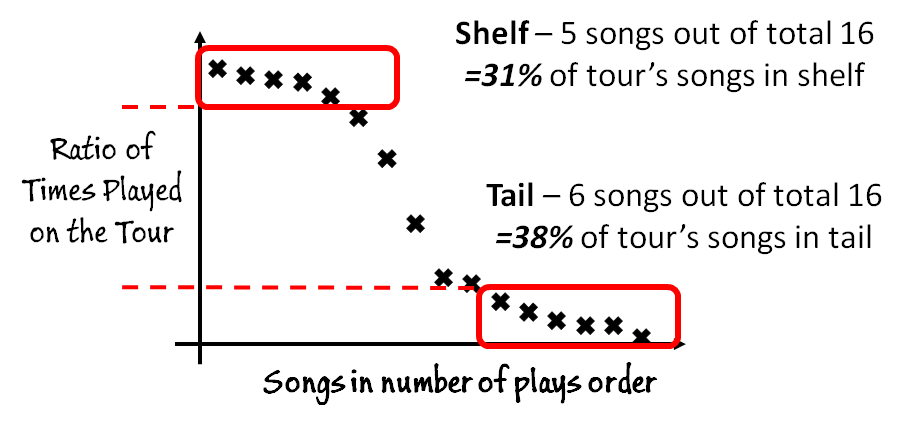 Shelf – 5 songs out of total 16
=31% of tour's songs in shelf
Ratio of
Times Played
on the Tour
Tail – 6 songs out of total 16
=38% of tour's songs in tail
Songs in number of plays order